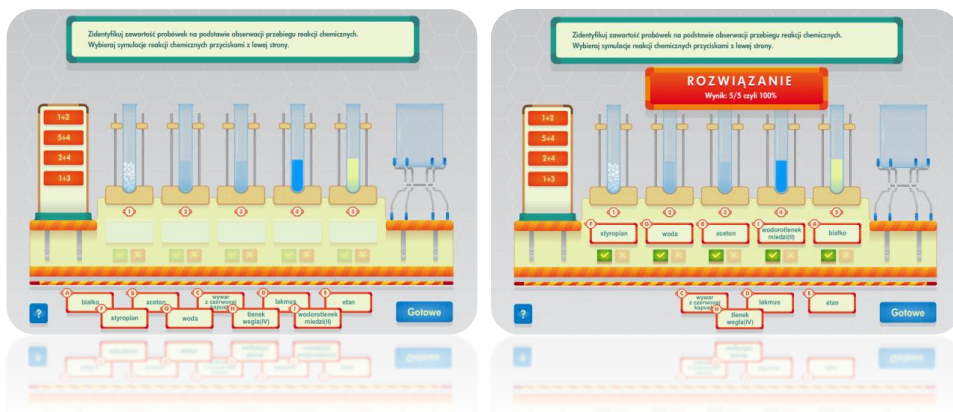 Zidentyfikuj zawartość probówek na podstawie obserwacji przebiegu reakcji chemicznych.
Wybieraj symulacje reakcji chemicznych przyciskami z lewej strony.
1+2
5+4
2+4
1+3
1
2
3
4
5
A
białko
B
aceton
C
wywar
z czerwonej
kapusty
D
lakmus
E
etan
F
styropian
G
woda
H
tlenek
węgla(IV)
I
wodorotlenek
miedzi(II)
?
Gotowe
Zidentyfikuj zawartość probówek na podstawie obserwacji przebiegu reakcji chemicznych.
Wybieraj symulacje reakcji chemicznych przyciskami z lewej strony.
ROZWIĄZANIE
Wynik: 5/5 czyli 100%
1+2
5+4
2+4
1+3
1
2
3
4
5
F
styropian
G
woda
B
aceton
I
wodorotlenek
miedzi(II)
A
białko
C
wywar
z czerwonej
kapusty
D
lakmus
E
etan
H
tlenek
węgla(IV)
?
Gotowe